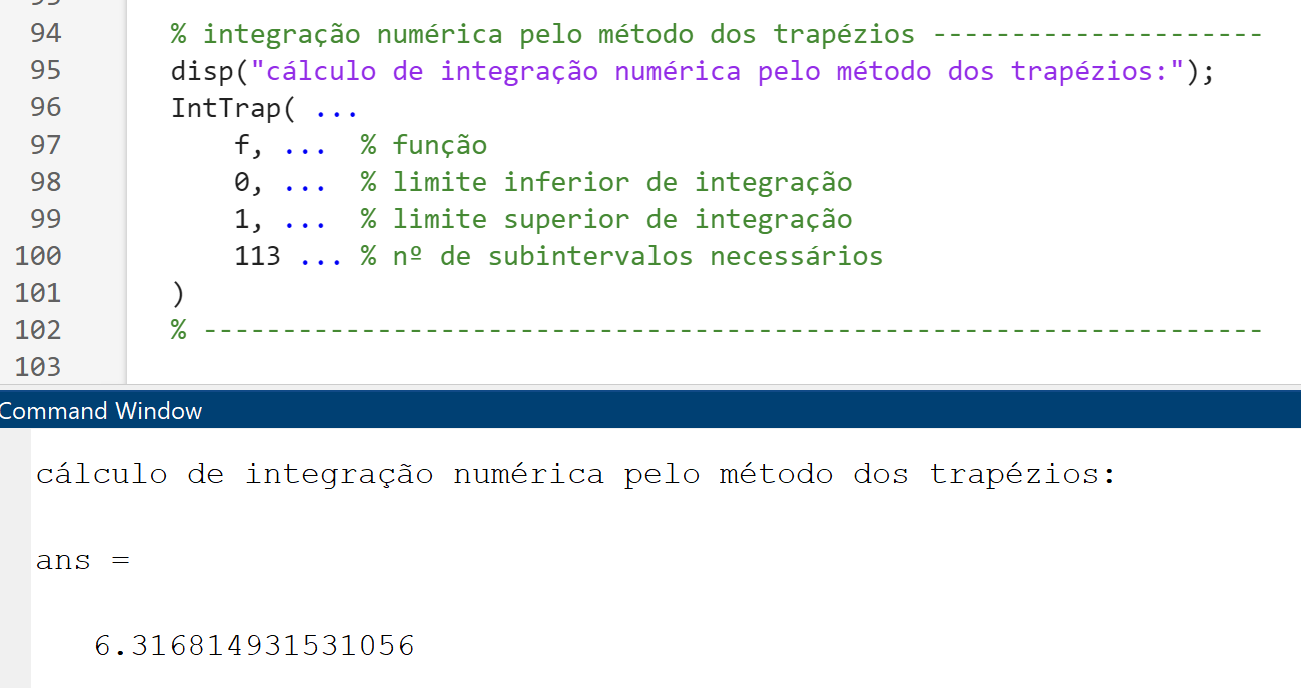 94 % integração numérica pelo método dos trapézios ---------------------
95 disp("cálculo de integração numérica pelo método dos trapézios:");
96 IntTrap( ...
97 f, ... % função
98 0, ... % limite inferior de integração
99 1, ... % limite superior de integração
100 113 ... % nº de subintervalos necessários
101 )
102 % -------------------------------------------------------------------
103
Command Window
cálculo de integração numérica pelo método dos trapézios:
ans =
6.316814931531056